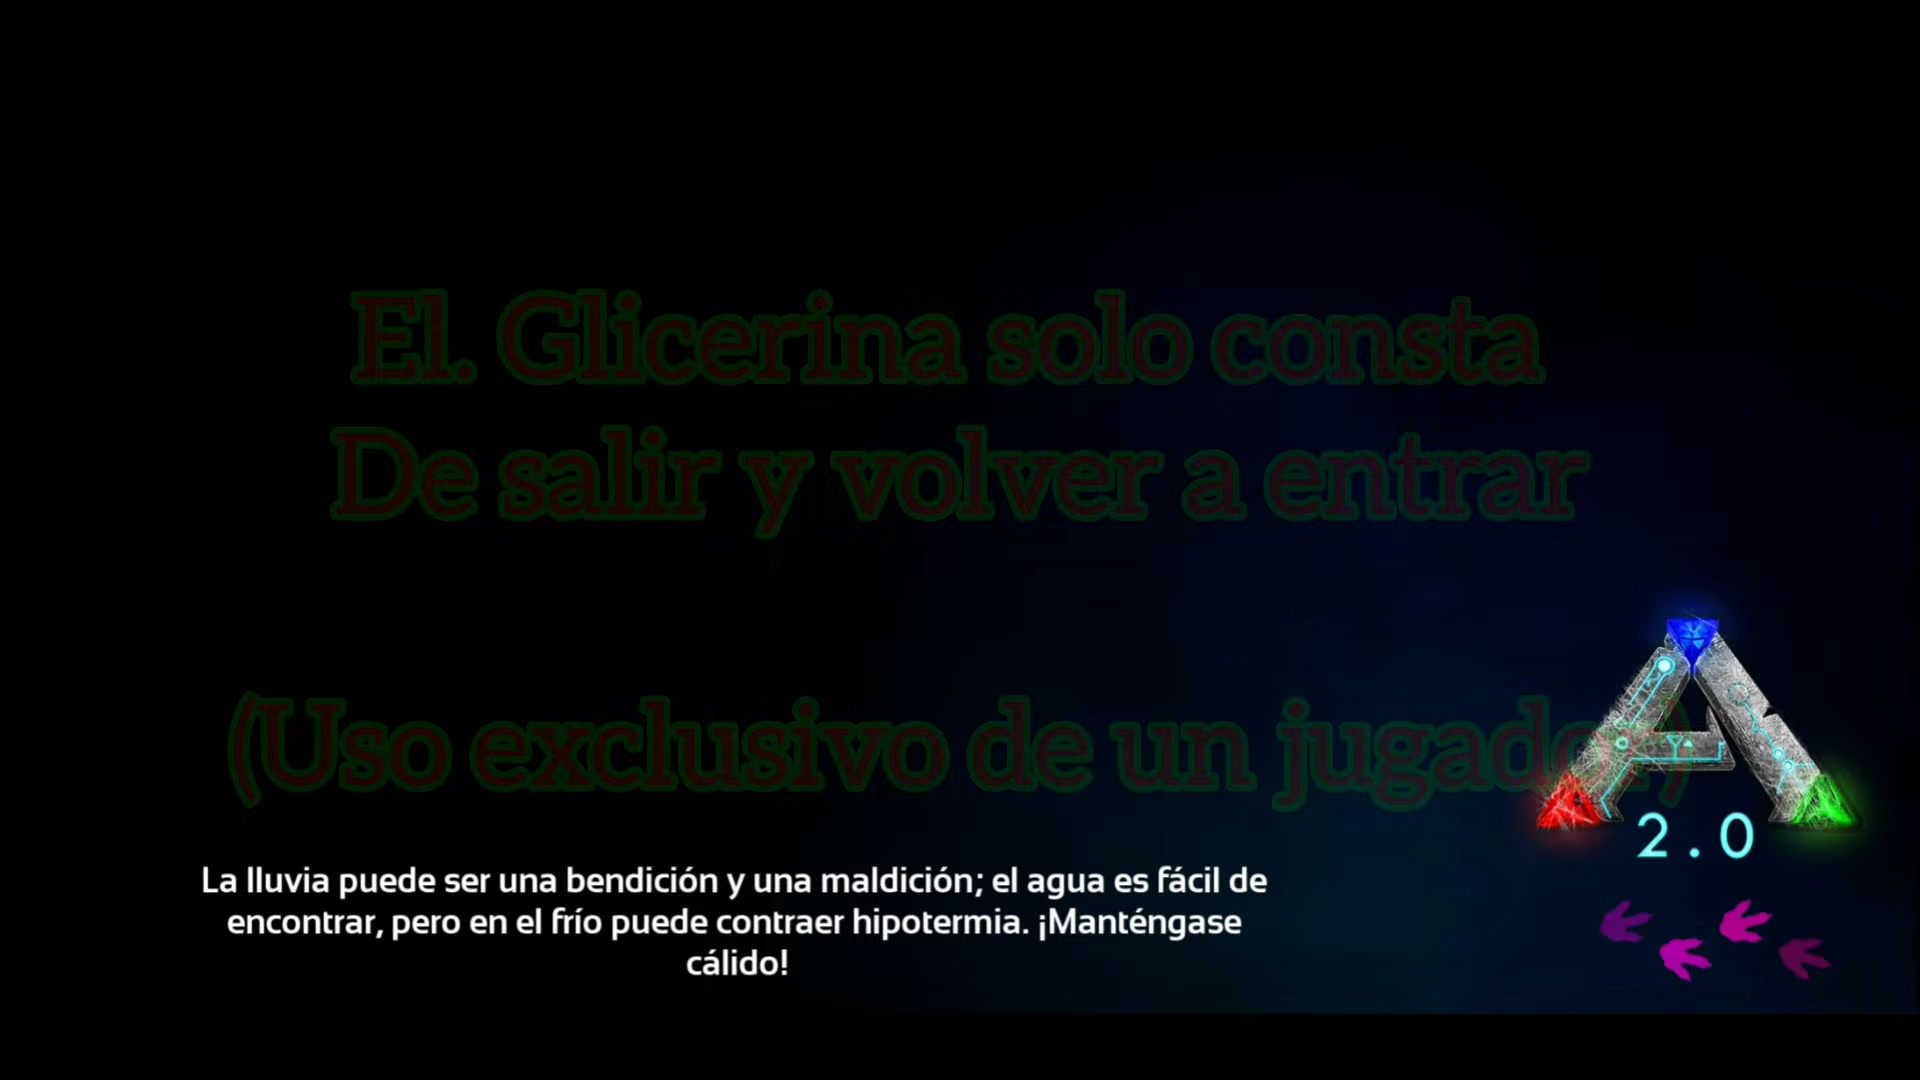 El. Glicerina solo consta
De salir y volver a entrar
(Uso exclusivo de un jugador)
2.0
La lluvia puede ser una bendición y una maldición; el agua es fácil de
encontrar, pero en el frío puede contraer hipotermia. ¡Manténgase
cálido!